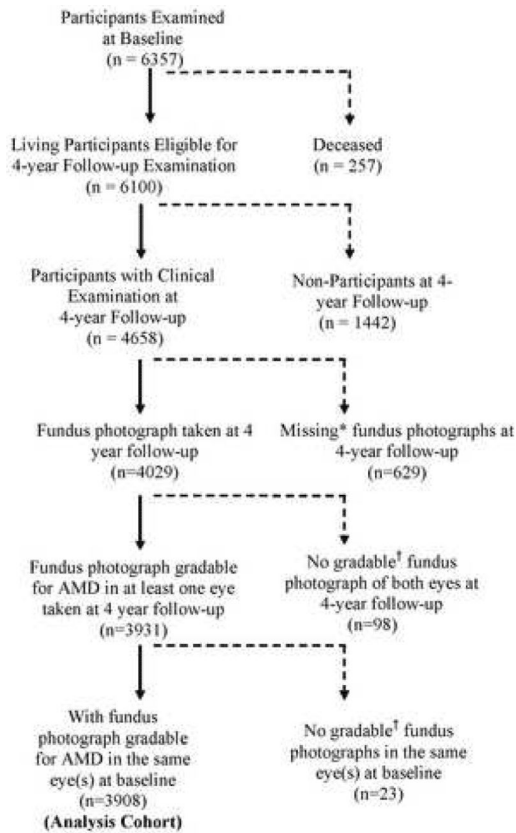 Participants Examined
at Baseline
(n = 6357)
Living Participants Eligible for
4-year Follow-up Examination
(n = 6100)
Deceased
(n = 257)
Participants with Clinical
Examination at
4-year Follow-up
(n = 4658)
Non-Participants at 4-
year Follow-up
(n = 1442)
Fundus photograph taken at 4
year follow-up
(n=4029)
Missing* fundus photographs at
4-year follow-up
(n=629)
Fundus photograph gradable
for AMD in at least one eye
taken at 4 year follow-up
(n=3931)
No gradable† fundus
photograph of both eyes at
4-year follow-up
(n=98)
With fundus
photograph gradable
for AMD in the same
eye(s) at baseline
(n=3908)
(Analysis Cohort)
No gradable† fundus
photographs in the same
eye(s) at baseline
(n=23)